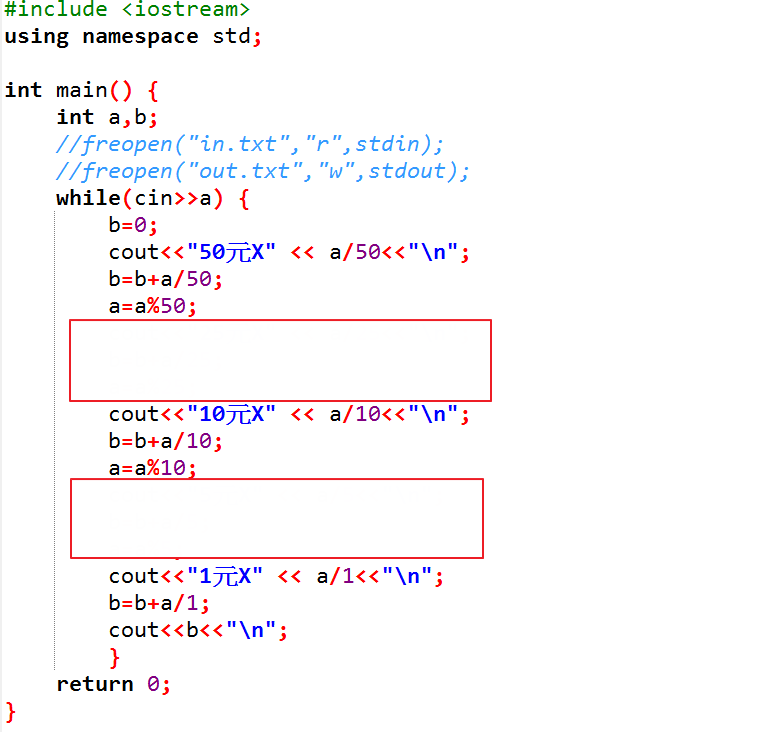 #include <iostream>
using namespace std;
int main() {
int a,b;
//freopen("in.txt","r",stdin);
//freopen("out.txt","w",stdout);
while(cin>>a) {
b=0;
cout<<"50元X" << a/50<<"\n";
b=b+a/50;
a=a%50;
cout<<"10元X" << a/10<<"\n";
b=b+a/10;
a=a%10;
cout<<"1元X" << a/1<<"\n";
b=b+a/1;
cout<<b<<"\n";
}
return 0;
}